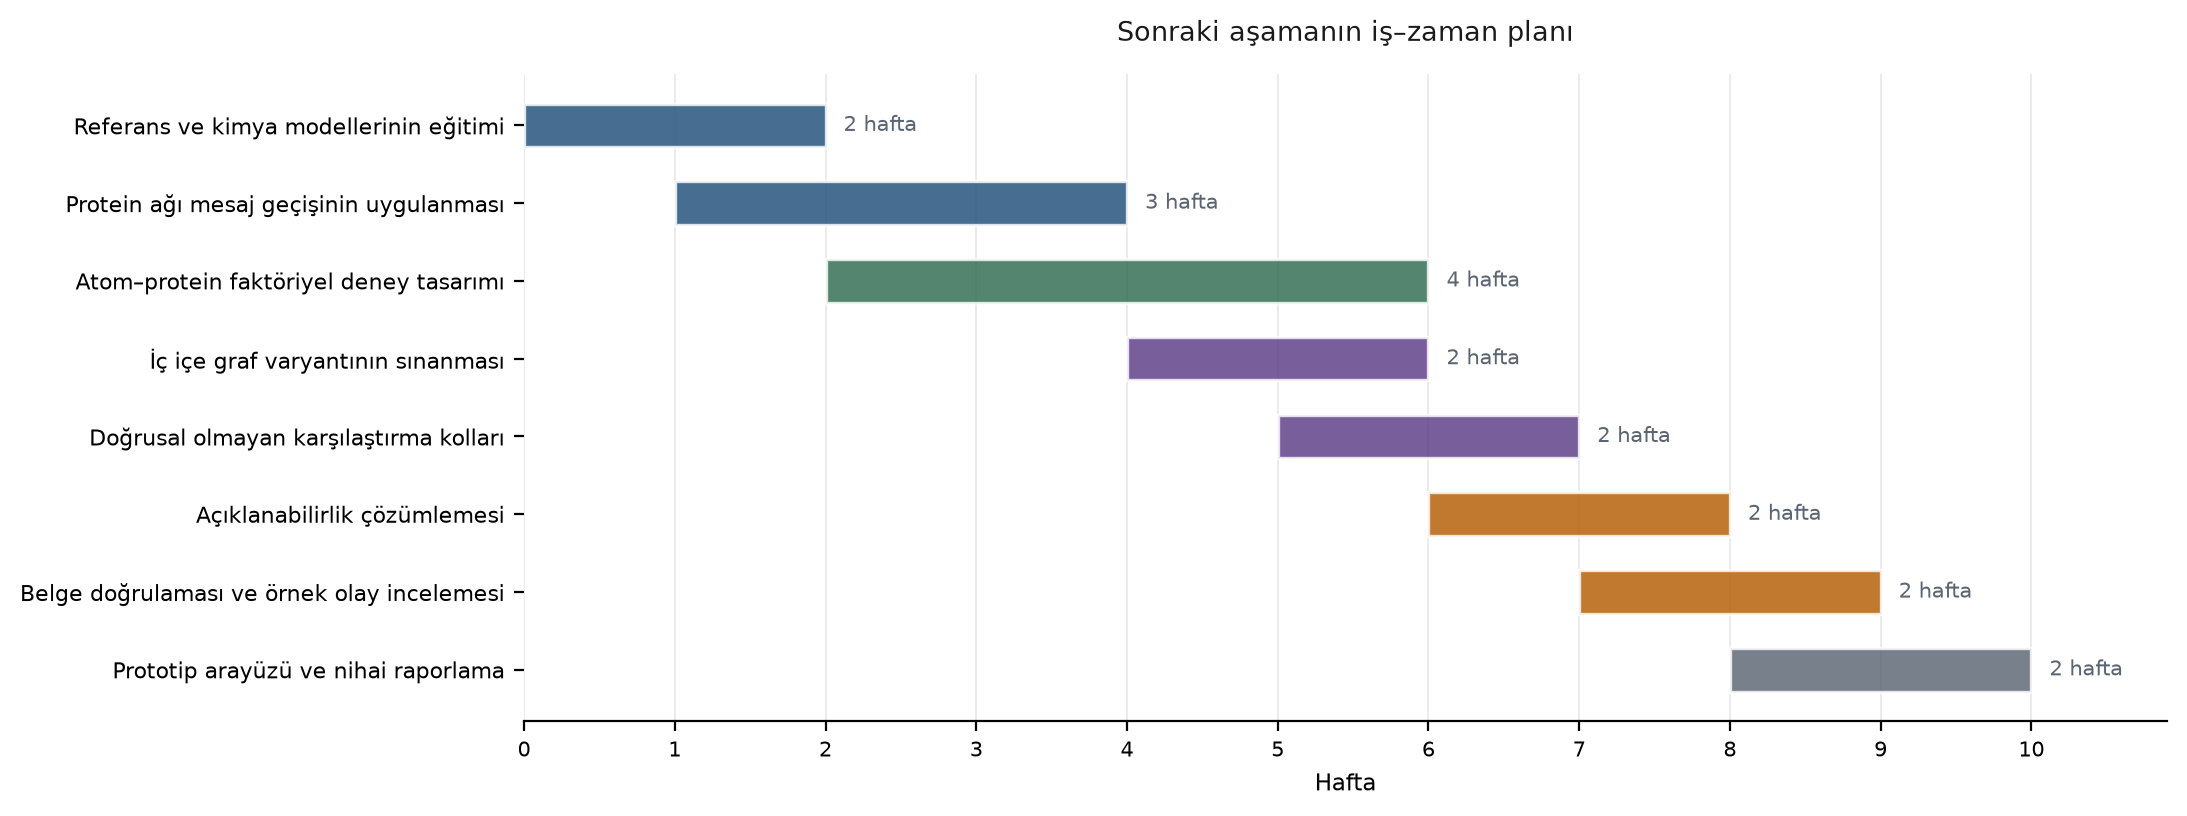 Sonraki aşamanın iş–zaman planı
Referans ve kimya modellerinin eğitimi
2 hafta
Protein ağı mesaj geçişinin uygulanması
3 hafta
Atom–protein faktöriyel deney tasarımı
4 hafta
İç içe graf varyantının sınanması
2 hafta
Doğrusal olmayan karşılaştırma kolları
2 hafta
Açıklanabilirlik çözümlemesi
2 hafta
Belge doğrulaması ve örnek olay incelemesi
2 hafta
Prototip arayüzü ve nihai raporlama
2 hafta
0 1 2 3 4 5 6 7 8 9 10
Hafta